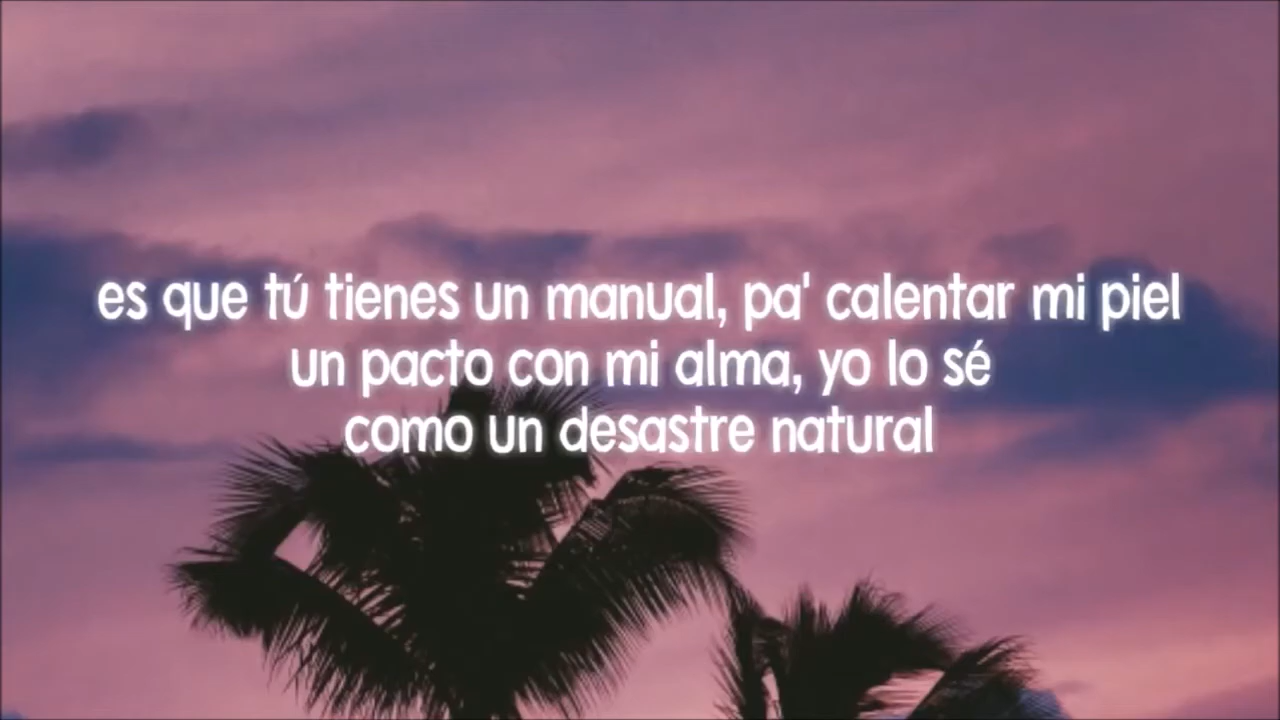 es que tú tienes un manual, pa' calentar mi piel
un pacto con mi alma, yo lo sé
como un desastre natural